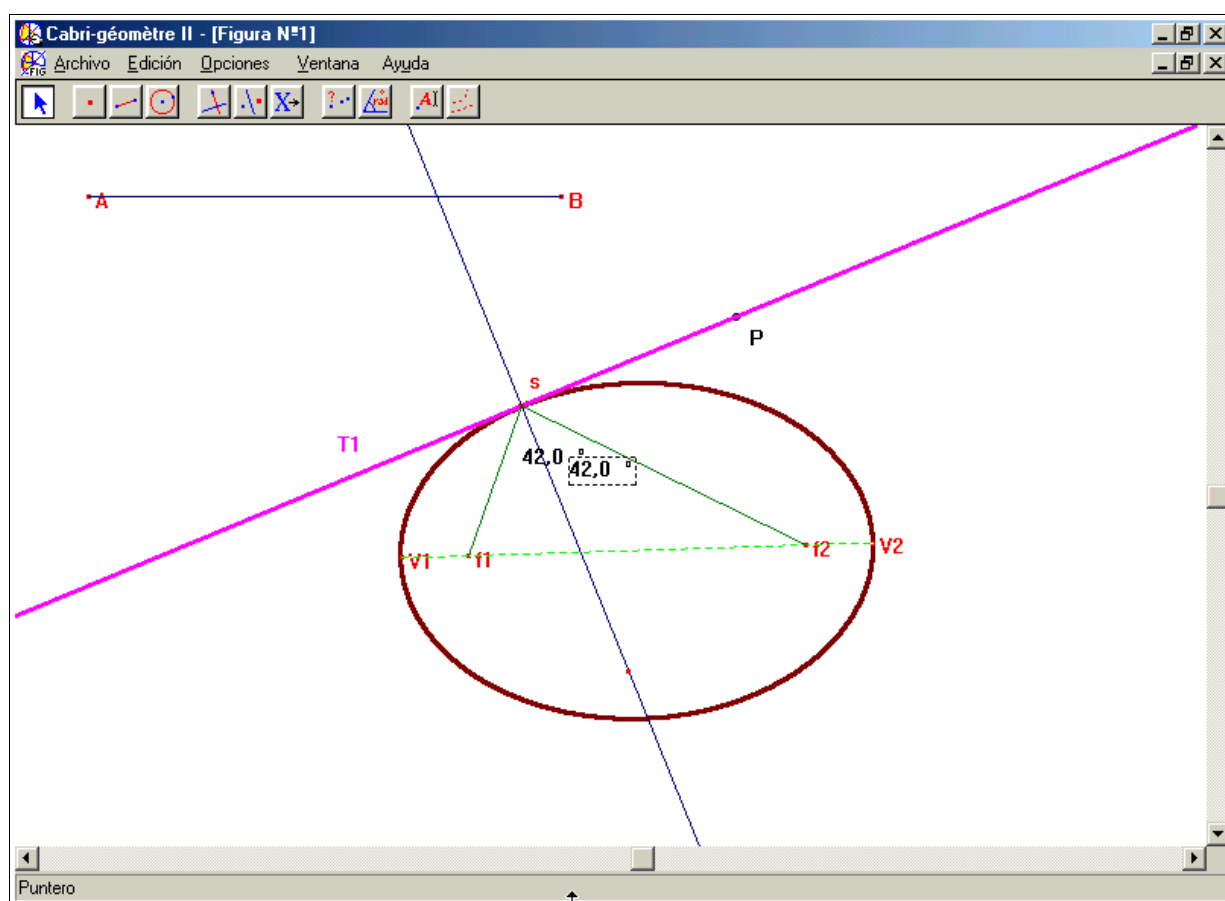 Cabri-géomètre II - [Figura Nº1]
Archivo Edición Opciones Ventana Ayuda
A B
P
s
T1
42,0 °
42,0 °
V1 f1 f2 V2
Puntero